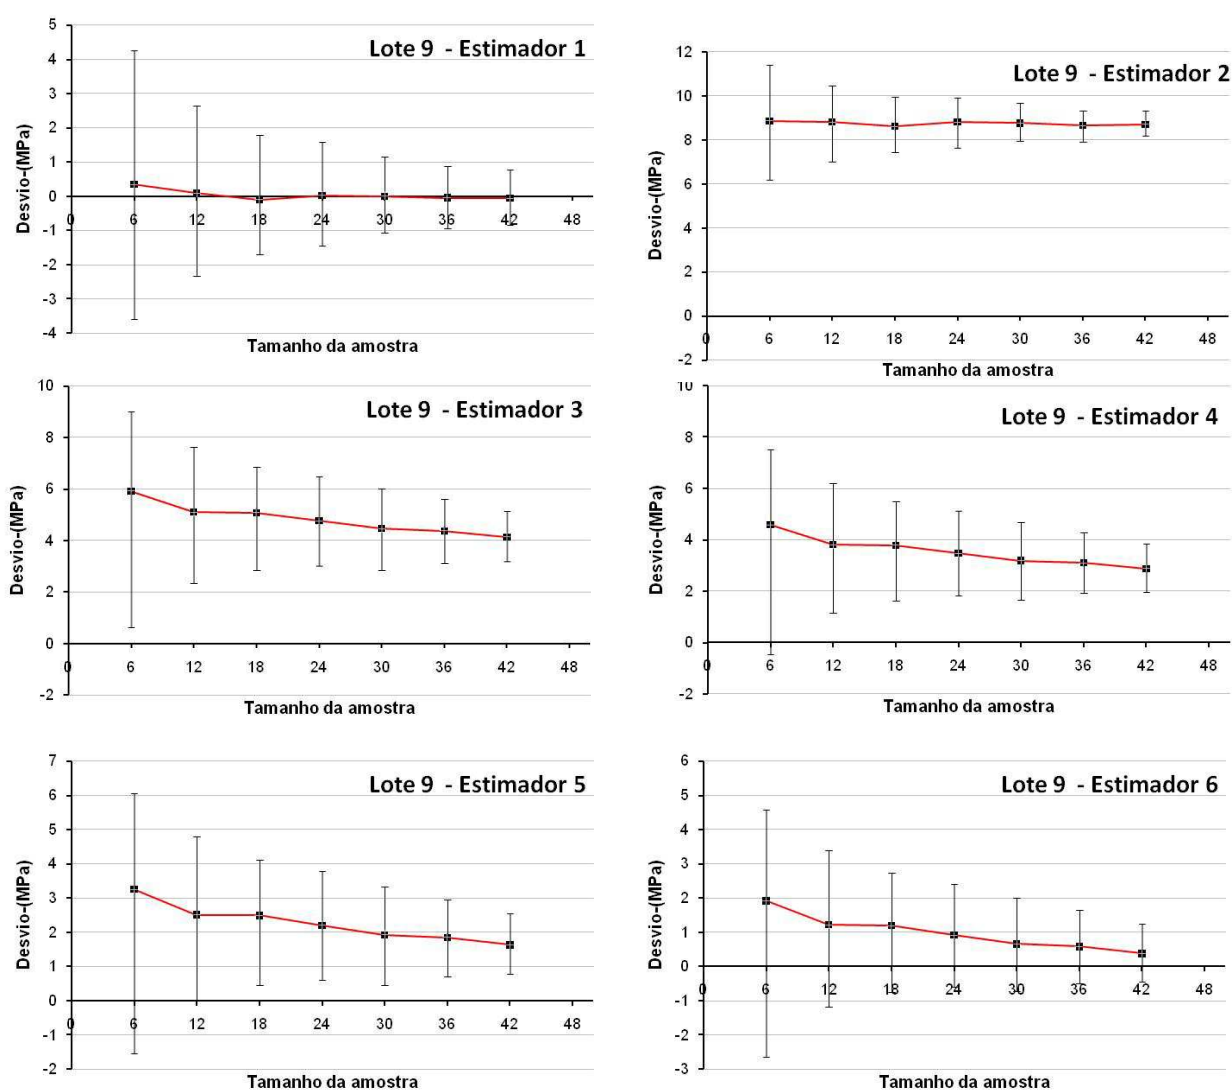 Lote 9 - Estimador 1
Desvio-(MPa)
5
4
3
2
1
0
-1
-2
-3
-4
0 6 12 18 24 30 36 42 48
Tamanho da amostra
Lote 9 - Estimador 2
Desvio-(MPa)
12
10
8
6
4
2
0
-2
0 6 12 18 24 30 36 42 48
Tamanho da amostra
Lote 9 - Estimador 3
Desvio-(MPa)
10
8
6
4
2
0
-2
0 6 12 18 24 30 36 42 48
Tamanho da amostra
Lote 9 - Estimador 4
Desvio-(MPa)
10
8
6
4
2
0
-2
0 6 12 18 24 30 36 42 48
Tamanho da amostra
Lote 9 - Estimador 5
Desvio-(MPa)
7
6
5
4
3
2
1
0
-1
-2
0 6 12 18 24 30 36 42 48
Tamanho da amostra
Lote 9 - Estimador 6
Desvio-(MPa)
6
5
4
3
2
1
0
-1
-2
-3
0 6 12 18 24 30 36 42 48
Tamanho da amostra